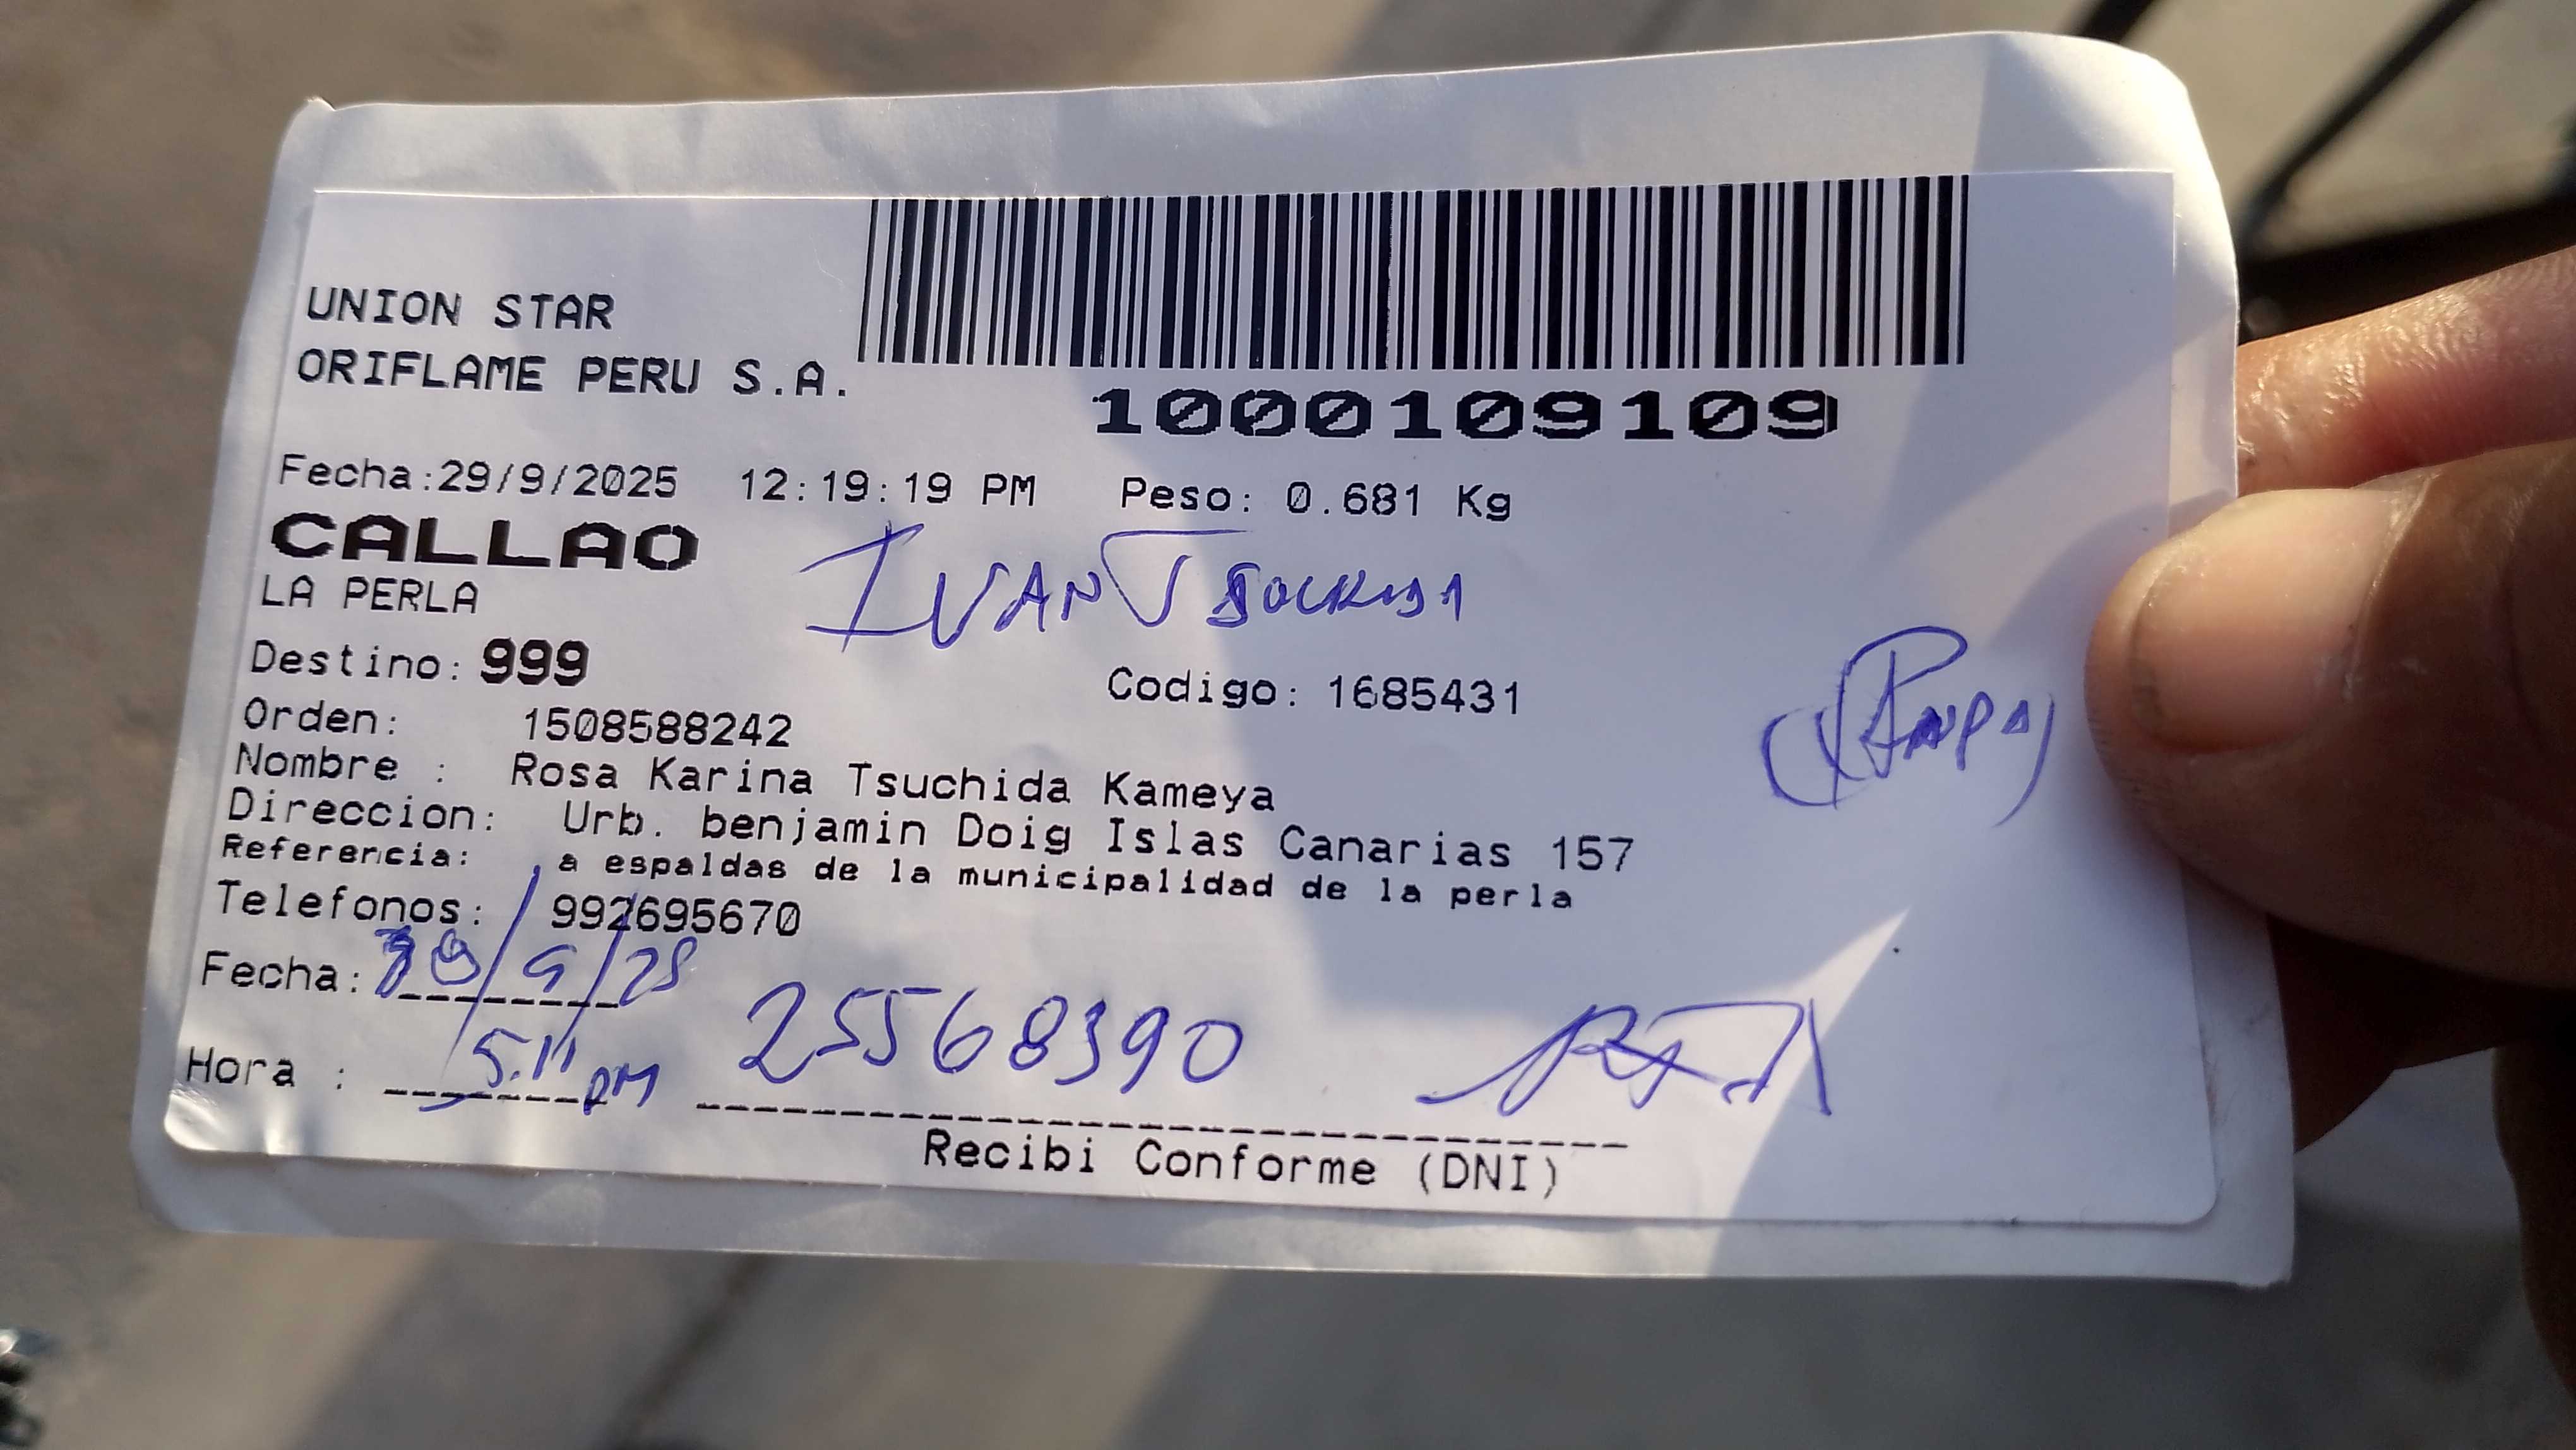 UNION STAR
ORIFLAME PERU S.A.
1000109109
Fecha:29/9/2025 12:19:19 PM Peso: 0.681 Kg
CALLAO
LA PERLA
IVAN
Destino: 999
Codigo: 1685431
Orden: 1508588242
Nombre : Rosa Karina Tsuchida Kameya
Direccion: Urb. benjamin Doig Islas Canarias 157
Referencia: a espaldas de la municipalidad de la perla
Telefonos: 992695670
Fecha:
Hora : 5:11 PM
25568390
Recibi Conforme (DNI)